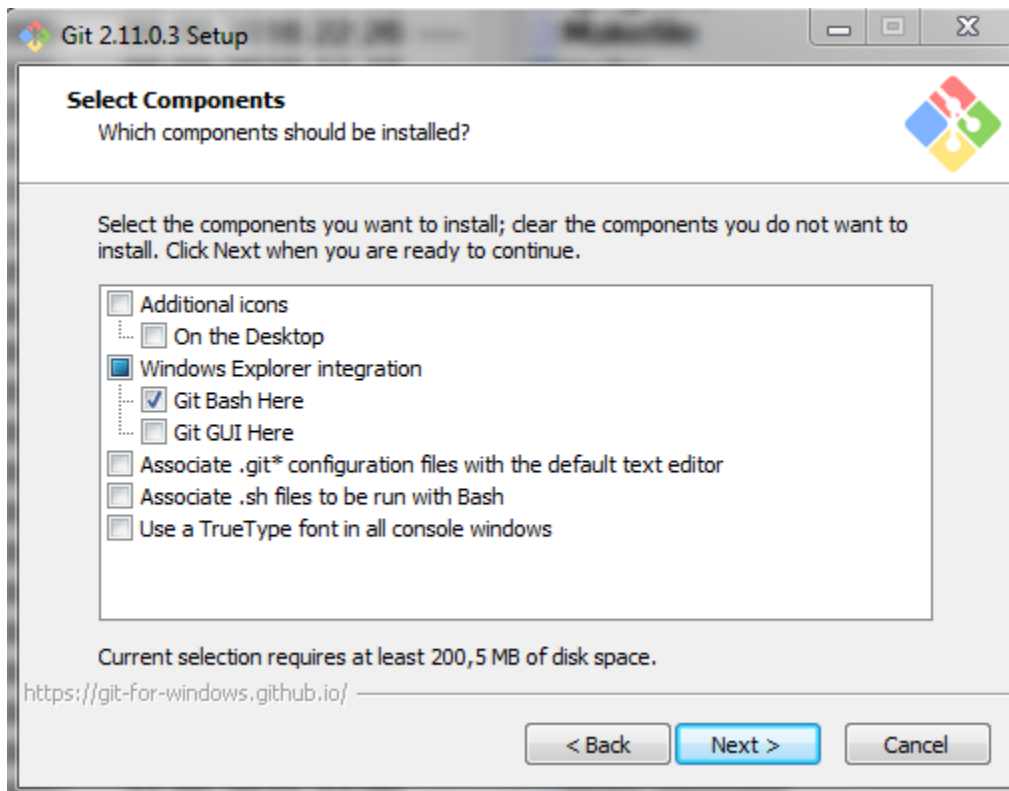 Git 2.11.0.3 Setup
Select Components
Which components should be installed?
Select the components you want to install; clear the components you do not want to
install. Click Next when you are ready to continue.
Additional icons
On the Desktop
Windows Explorer integration
Git Bash Here
Git GUI Here
Associate .git* configuration files with the default text editor
Associate .sh files to be run with Bash
Use a TrueType font in all console windows
Current selection requires at least 200,5 MB of disk space.
https://git-for-windows.github.io/
< Back
Next >
Cancel